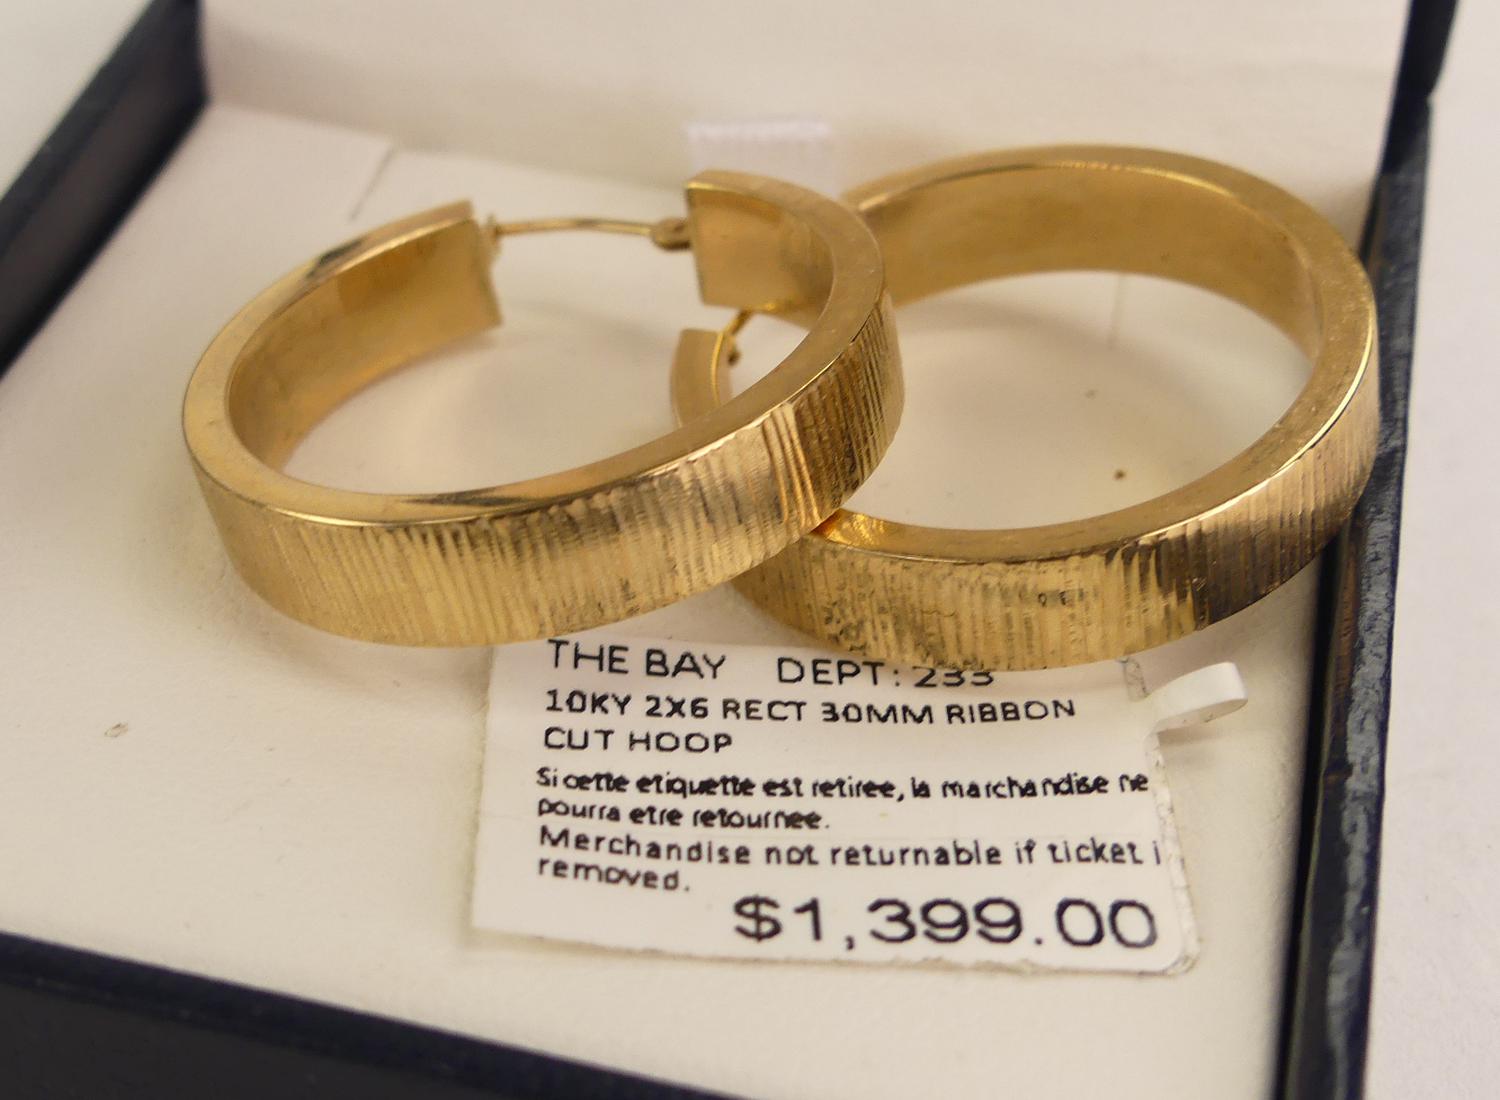 THE BAY DEPT: 233
10KY 2X6 RECT 30MM RIBBON
CUT HOOP
Si cette etiquette est retiree, la marchandise ne
pourra etre retournee.
Merchandise not returnable if ticket i
removed.
$1,399.00